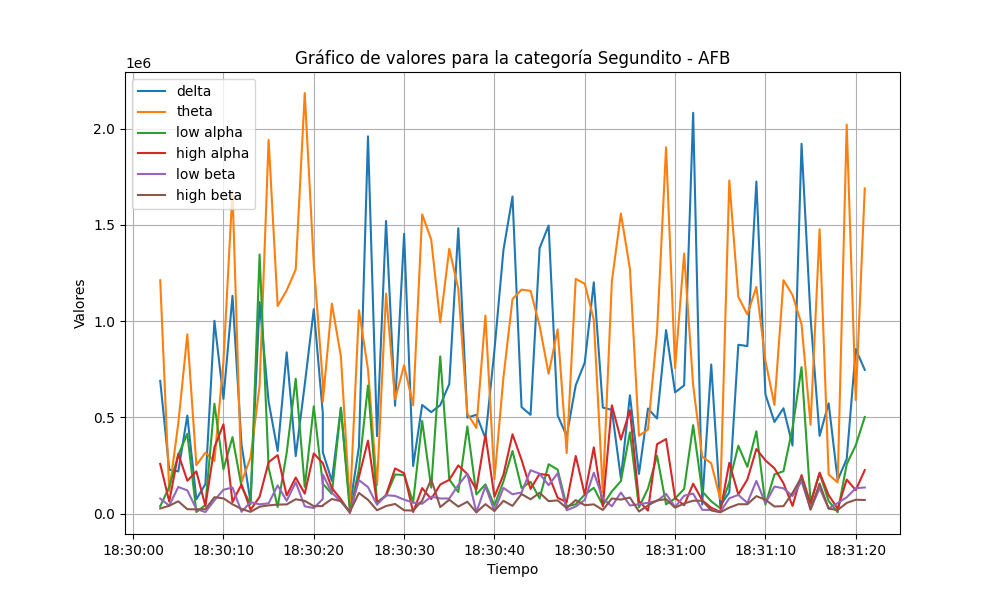 Gráfico de valores para la categoría Segundito - AFB
1e6
delta
theta
low alpha
high alpha
low beta
high beta
2.0
1.5
1.0
0.5
0.0
Valores
18:30:00 18:30:10 18:30:20 18:30:30 18:30:40 18:30:50 18:31:00 18:31:10 18:31:20
Tiempo